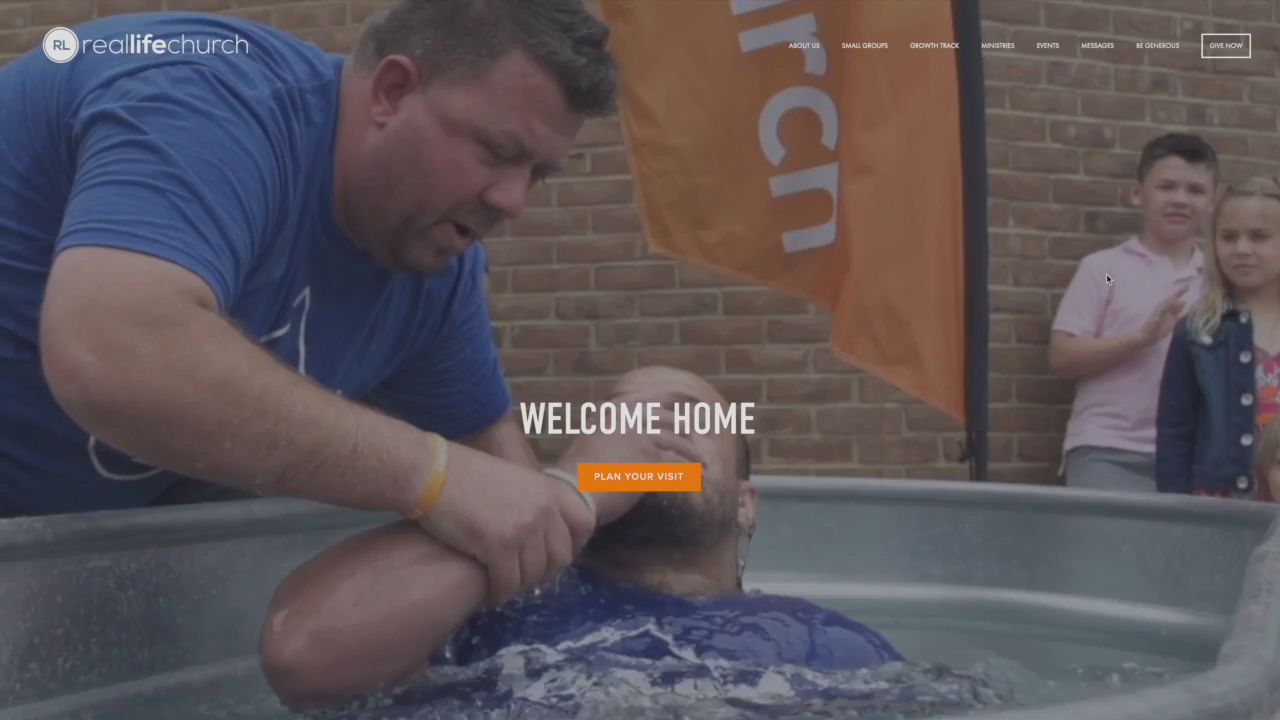 RL reallifechurch
ABOUT US SMALL GROUPS GROWTH TRACK MINISTRIES EVENTS MESSAGES BE GENEROUS GIVE NOW
WELCOME HOME
PLAN YOUR VISIT